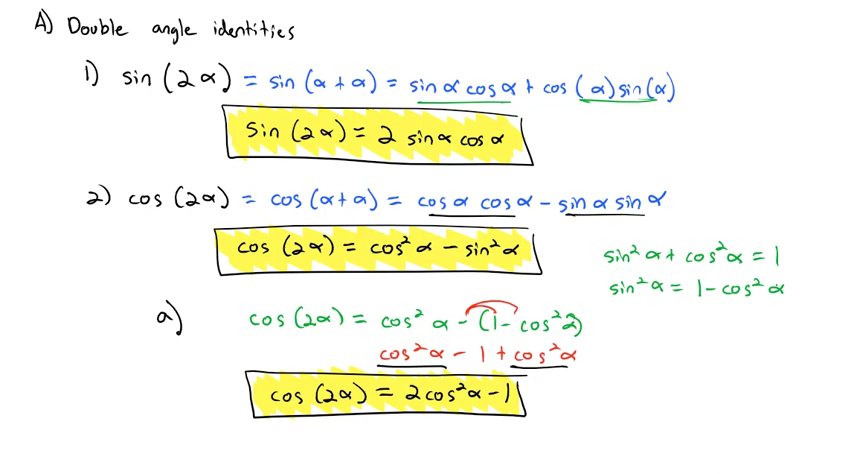 A) Double angle identities
1) sin (2α) = sin (α + α) = sin α cos α + cos (α) sin (α)
sin (2α) = 2 sin α cos α
2) cos (2α) = cos (α + α) = cos α cos α − sin α sin α
cos (2α) = cos² α − sin² α
sin² α + cos² α = 1
sin² α = 1 − cos² α
a) cos (2α) = cos² α − (1 − cos² α)
cos² α − 1 + cos² α
cos (2α) = 2 cos² α − 1